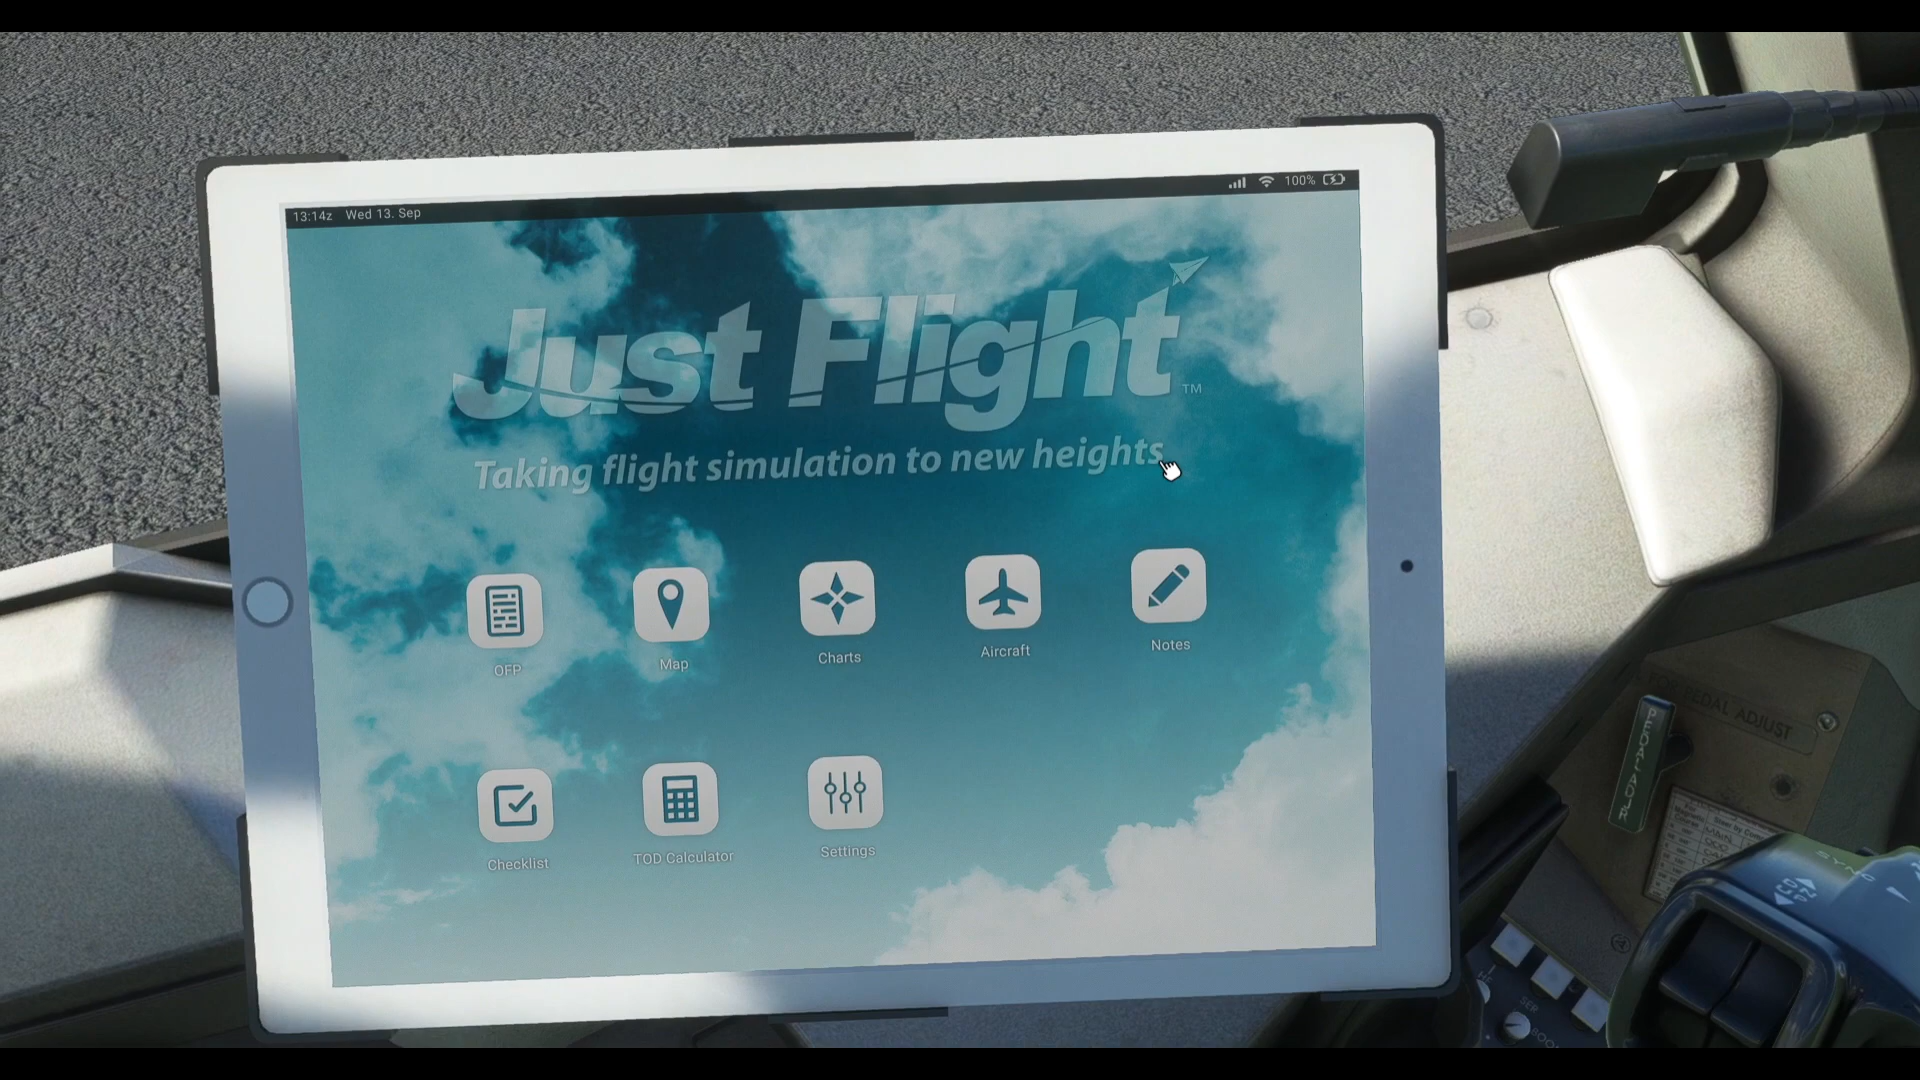 13:14z Wed 13. Sep
100%
Just Flight
TM
Taking flight simulation to new heights
OFP
Map
Charts
Aircraft
Notes
Checklist
TOD Calculator
Settings
PEDAL ADJUST
SYNC